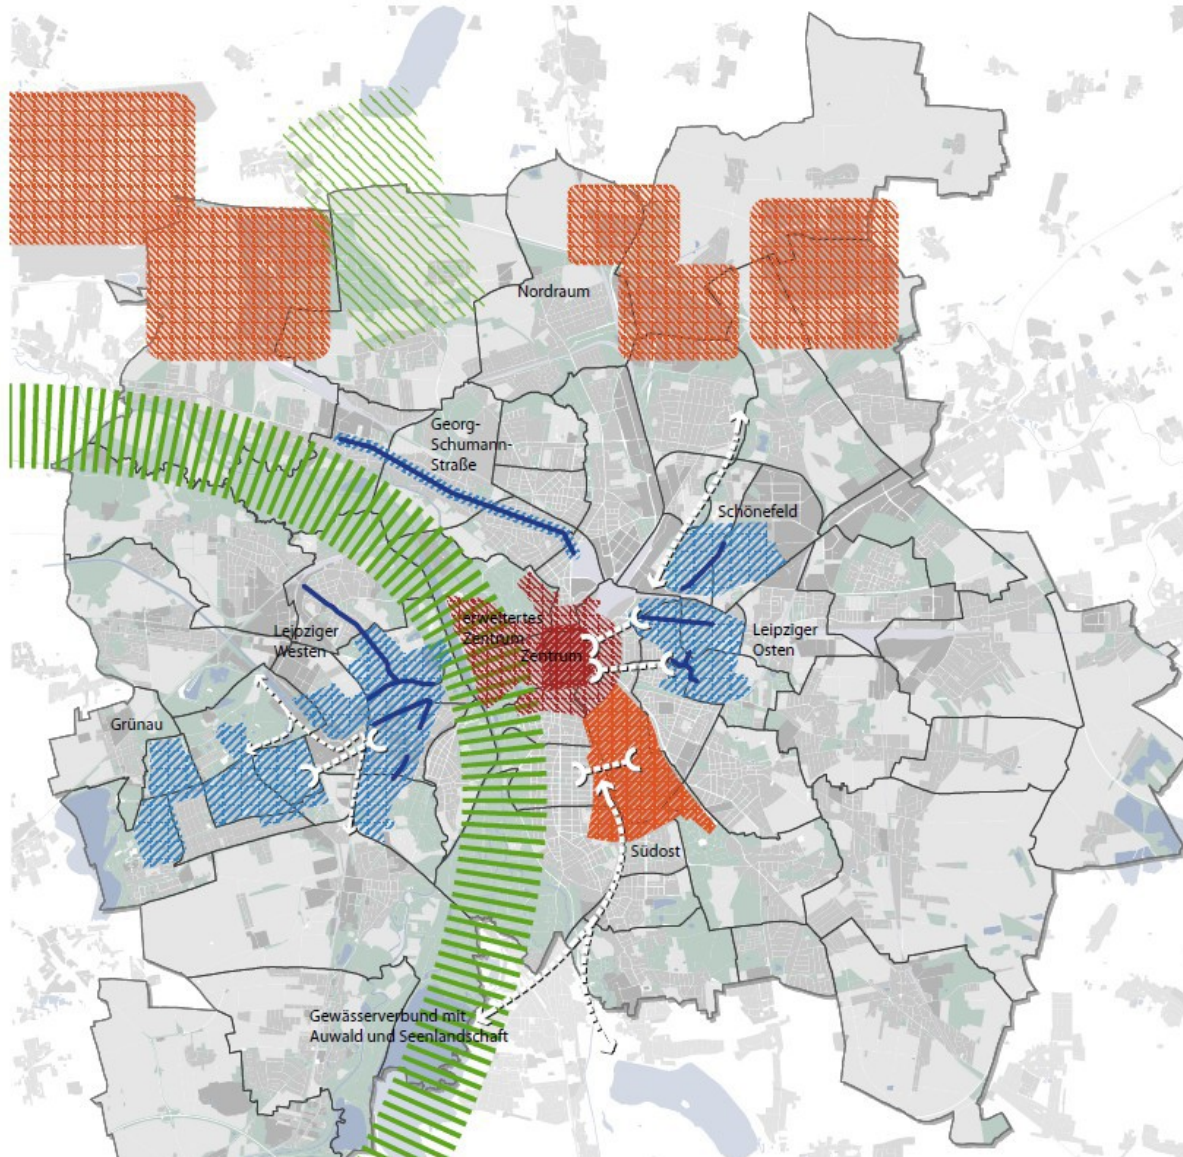 Nordraum
Georg-
Schumann-
Straße
Schönefeld
erweitertes
Zentrum
Zentrum
Leipziger
Westen
Leipziger
Osten
Grünau
Südost
Gewässerverbund mit
Auwald und Seenlandschaft